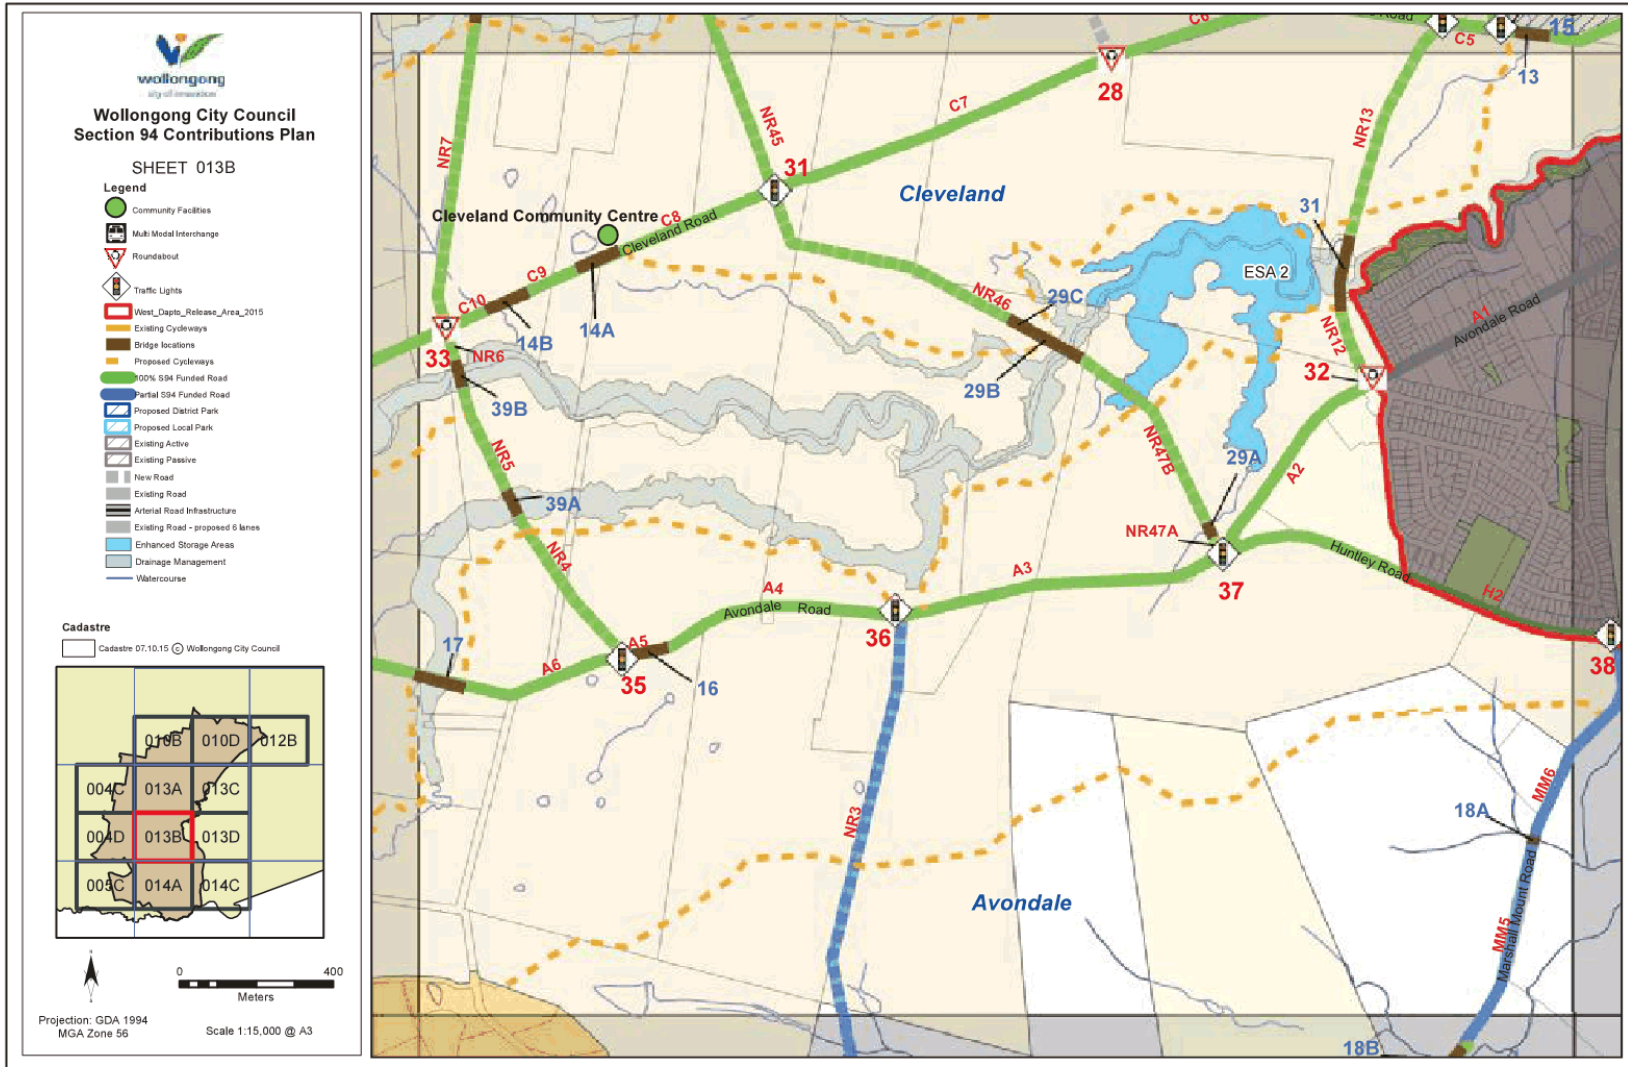 wollongong
city of innovation
Wollongong City Council
Section 94 Contributions Plan
SHEET 013B
Legend
Community Facilities
Multi Modal Interchange
Roundabout
Traffic Lights
West_Dapto_Release_Area_2015
Existing Cycleways
Bridge locations
Proposed Cycleways
100% S94 Funded Road
Partial S94 Funded Road
Proposed District Park
Proposed Local Park
Existing Active
Existing Passive
New Road
Existing Road
Arterial Road Infrastructure
Existing Road - proposed 6 lanes
Enhanced Storage Areas
Drainage Management
Watercourse
Cadastre
Cadastre 07.10.15 © Wollongong City Council
010B 010D 012B
004C 013A 013C
004D 013B 013D
005C 014A 014C
0 400
Meters
Projection: GDA 1994
MGA Zone 56
Scale 1:15,000 @ A3
C6
Road
C5
15
13
28
C7
NR45
NR7
NR13
31
Cleveland
Cleveland Community Centre
C8
Cleveland Road
31
ESA 2
C9
C10
14A
14B
NR46
29C
29B
A1
Avondale Road
NR12
32
33
NR6
39B
NR5
39A
NR4
NR47B
29A
A2
NR47A
37
Huntley Road
H2
38
A3
A4
Avondale Road
36
A5
35
16
A6
17
NR3
MM6
18A
Marshall Mount Road
MM5
Avondale
18B